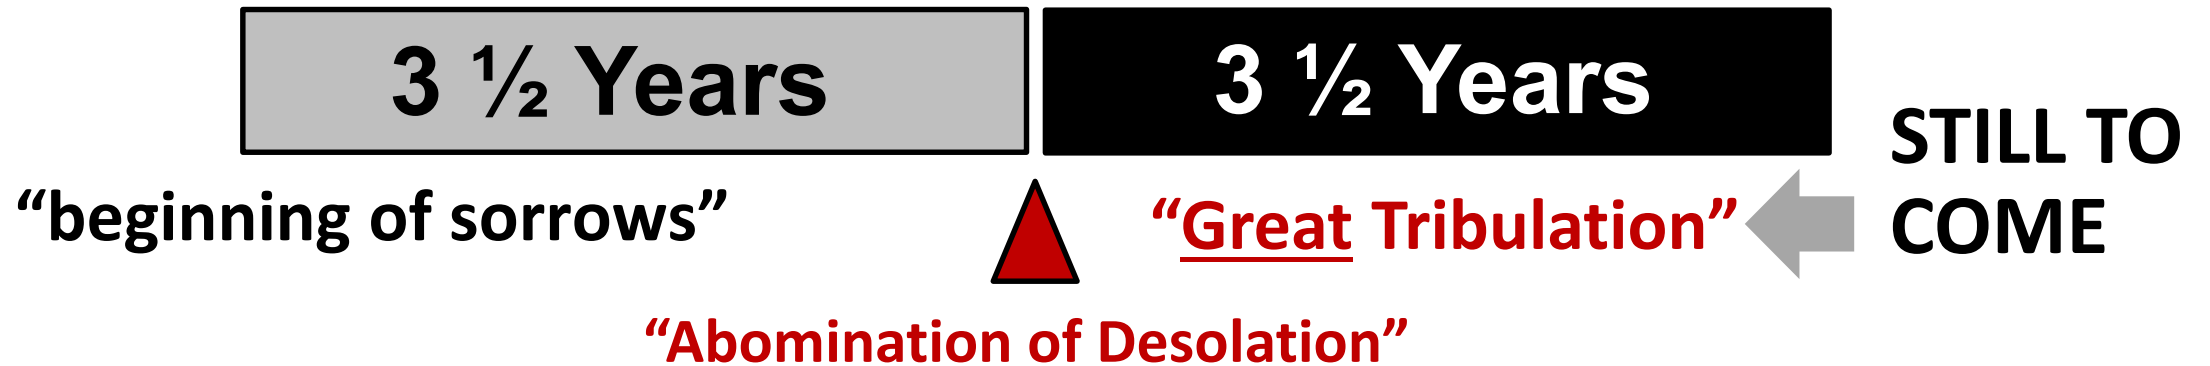 3 ½ Years
3 ½ Years
STILL TO
COME
“beginning of sorrows”
“Great Tribulation”
“Abomination of Desolation”